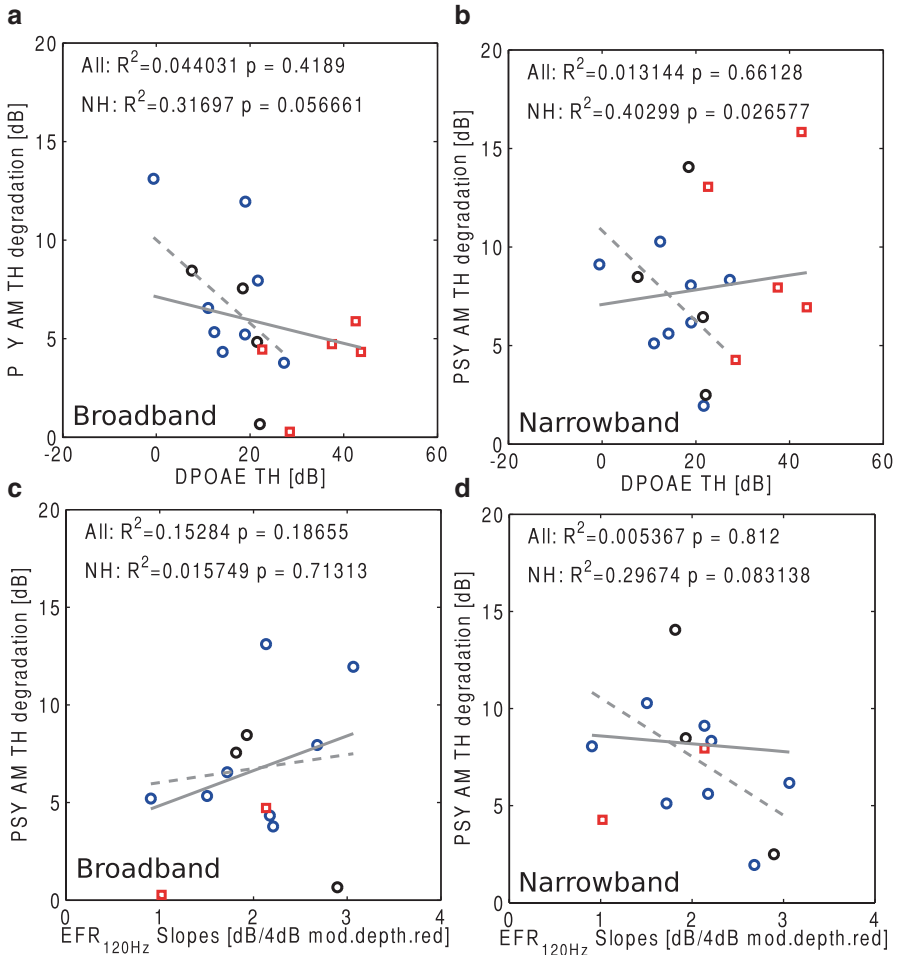 a
20
15
10
5
0
P Y AM TH degradation [dB]
All: R2=0.044031 p = 0.4189
NH: R2=0.31697 p = 0.056661
Broadband
-20 0 20 40 60
DPOAE TH [dB]
b
20
15
10
5
0
PSY AM TH degradation [dB]
All: R2=0.013144 p = 0.66128
NH: R2=0.40299 p = 0.026577
Narrowband
-20 0 20 40 60
DPOAE TH [dB]
c
20
15
10
5
0
PSY AM TH degradation [dB]
All: R2=0.15284 p = 0.18655
NH: R2=0.015749 p = 0.71313
Broadband
0 1 2 3 4
EFR120Hz Slopes [dB/4dB mod.depth.red]
d
20
15
10
5
0
PSY AM TH degradation [dB]
All: R2=0.005367 p = 0.812
NH: R2=0.29674 p = 0.083138
Narrowband
0 1 2 3 4
EFR120Hz Slopes [dB/4dB mod.depth.red]